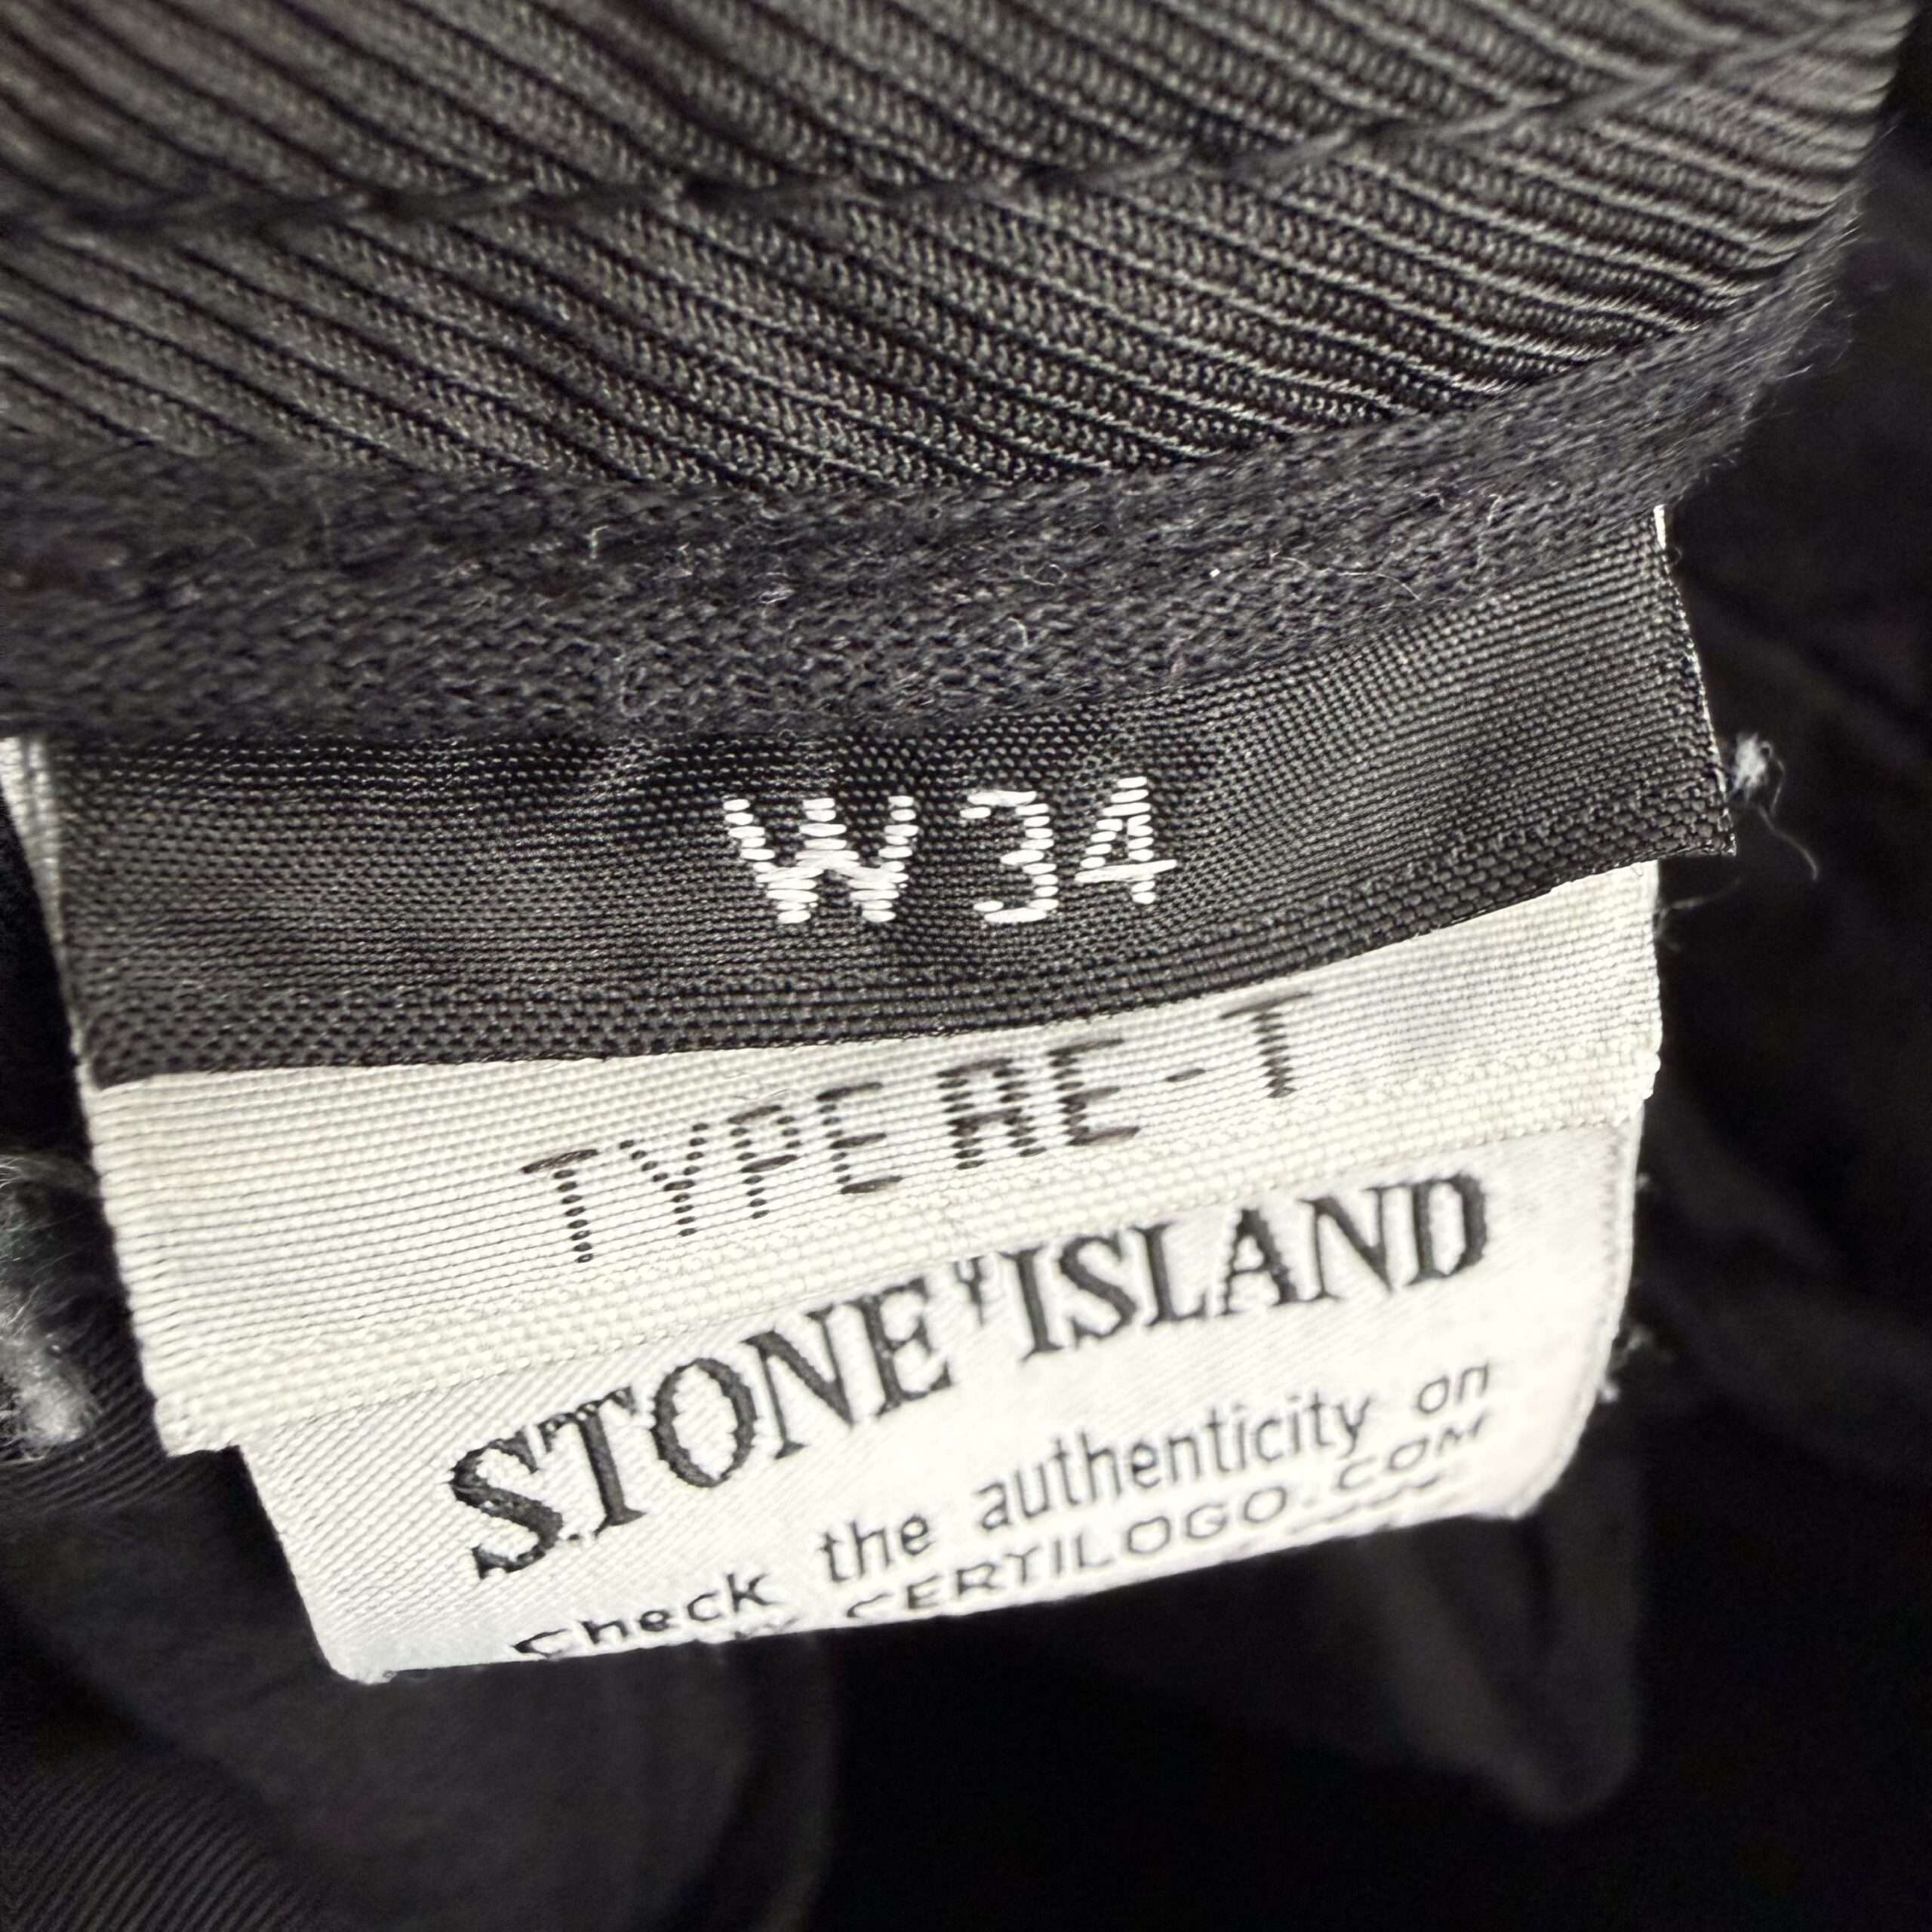 W34
TYPE RE-T
STONE ISLAND
Check the authenticity on
CERTILOGO.COM